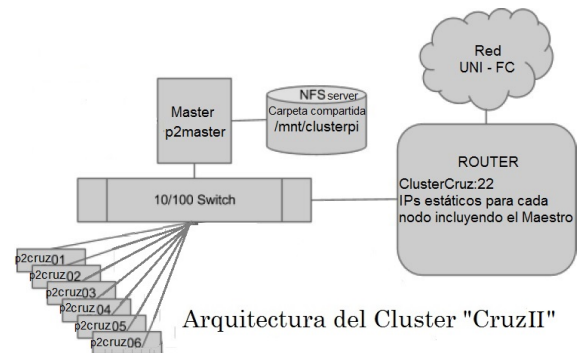 Red
UNI - FC
NFS server
Carpeta compartida
/mnt/clusterpi
Master
p2master
ROUTER
ClusterCruz:22
IPs estáticos para cada
nodo incluyendo el Maestro
10/100 Switch
p2cruz01
p2cruz02
p2cruz03
p2cruz04
p2cruz05
p2cruz06
Arquitectura del Cluster "CruzII"